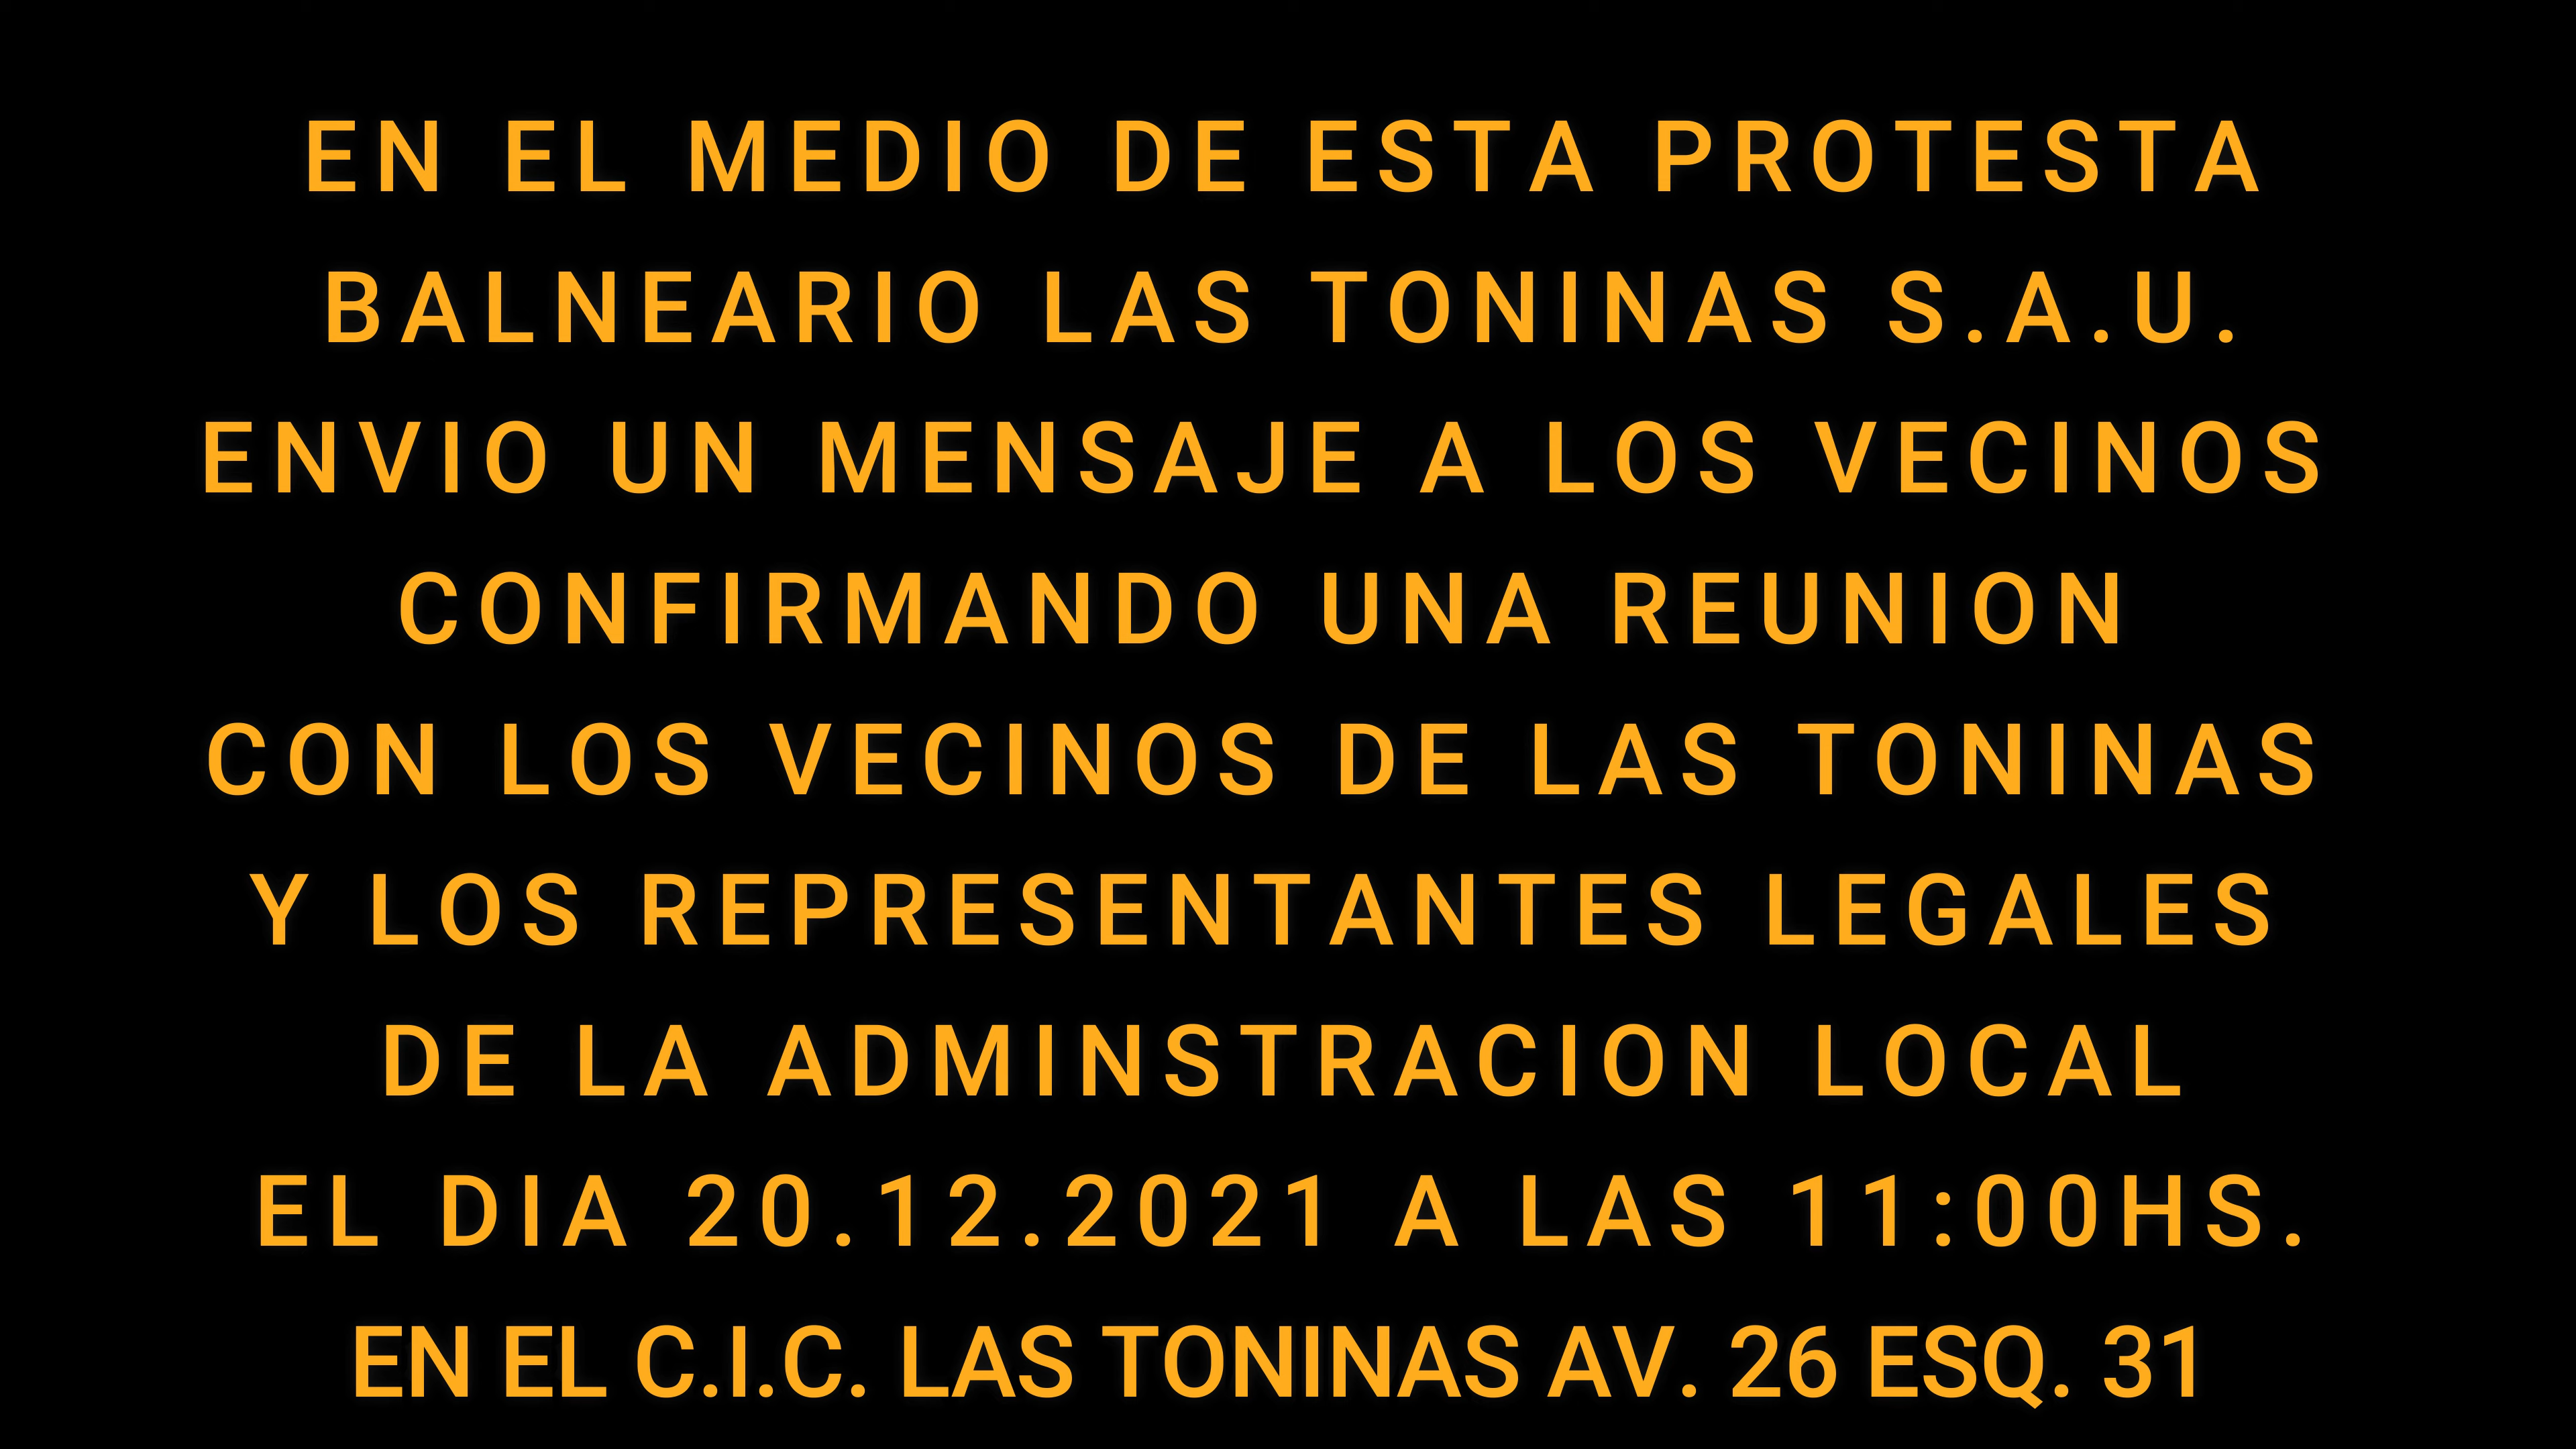 EN EL MEDIO DE ESTA PROTESTA
BALNEARIO LAS TONINAS S.A.U.
ENVIO UN MENSAJE A LOS VECINOS
CONFIRMANDO UNA REUNION
CON LOS VECINOS DE LAS TONINAS
Y LOS REPRESENTANTES LEGALES
DE LA ADMINSTRACION LOCAL
EL DIA 20.12.2021 A LAS 11:00HS.
EN EL C.I.C. LAS TONINAS AV. 26 ESQ. 31